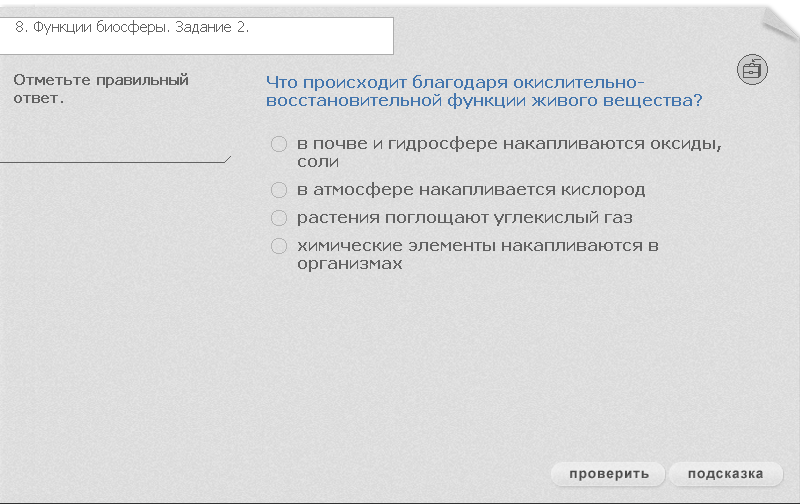 8. Функции биосферы. Задание 2.
Отметьте правильный
ответ.
Что происходит благодаря окислительно-
восстановительной функции живого вещества?
в почве и гидросфере накапливаются оксиды,
соли
в атмосфере накапливается кислород
растения поглощают углекислый газ
химические элементы накапливаются в
организмах
проверить
подсказка